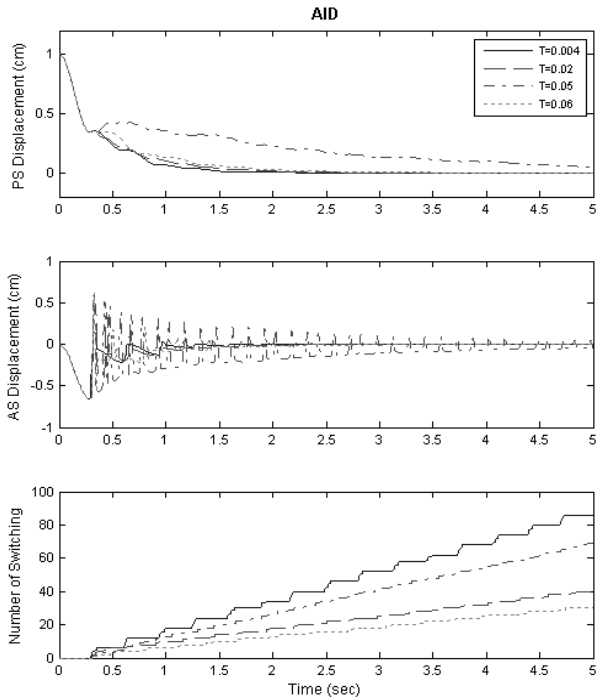 AID
PS Displacement (cm)
1
0.5
0
T=0.004
T=0.02
T=0.05
T=0.06
0 0.5 1 1.5 2 2.5 3 3.5 4 4.5 5
AS Displacement (cm)
1
0.5
0
-0.5
-1
0 0.5 1 1.5 2 2.5 3 3.5 4 4.5 5
Number of Switching
100
80
60
40
20
0
0 0.5 1 1.5 2 2.5 3 3.5 4 4.5 5
Time (sec)